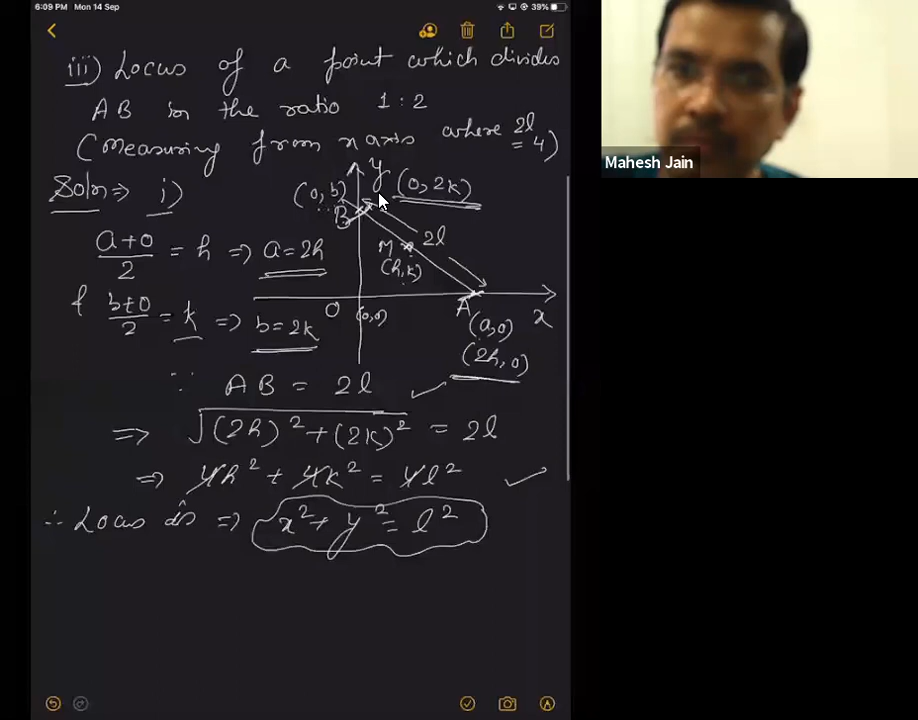 6:09 PM Mon 14 Sep
39%
iii) Locus of a point which divides
AB in the ratio 1:2
(Measuring from x axis where 2l = 4)
Soln ⇒ i)
y
(0, b)
(0, 2k)
B
2l
M
(h, k)
O
(0,0)
A
x
(a, 0)
(2h, 0)
a+0/2 = h ⇒ a = 2h
& b+0/2 = k ⇒ b = 2k
∵ AB = 2l ✓
⇒ √(2h)² + (2k)² = 2l
⇒ 4h² + 4k² = 4l² ✓
∴ Locus is ⇒ x² + y² = l²
Mahesh Jain